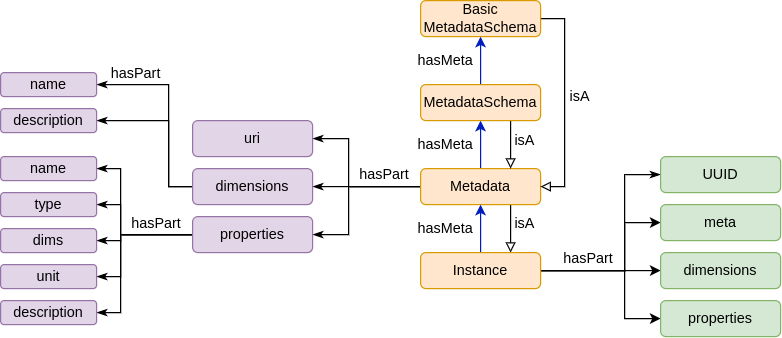 Basic
MetadataSchema
hasMeta
isA
MetadataSchema
hasMeta
isA
Metadata
hasMeta
isA
Instance
hasPart
uri
dimensions
properties
hasPart
name
description
hasPart
name
type
dims
unit
description
hasPart
UUID
meta
dimensions
properties